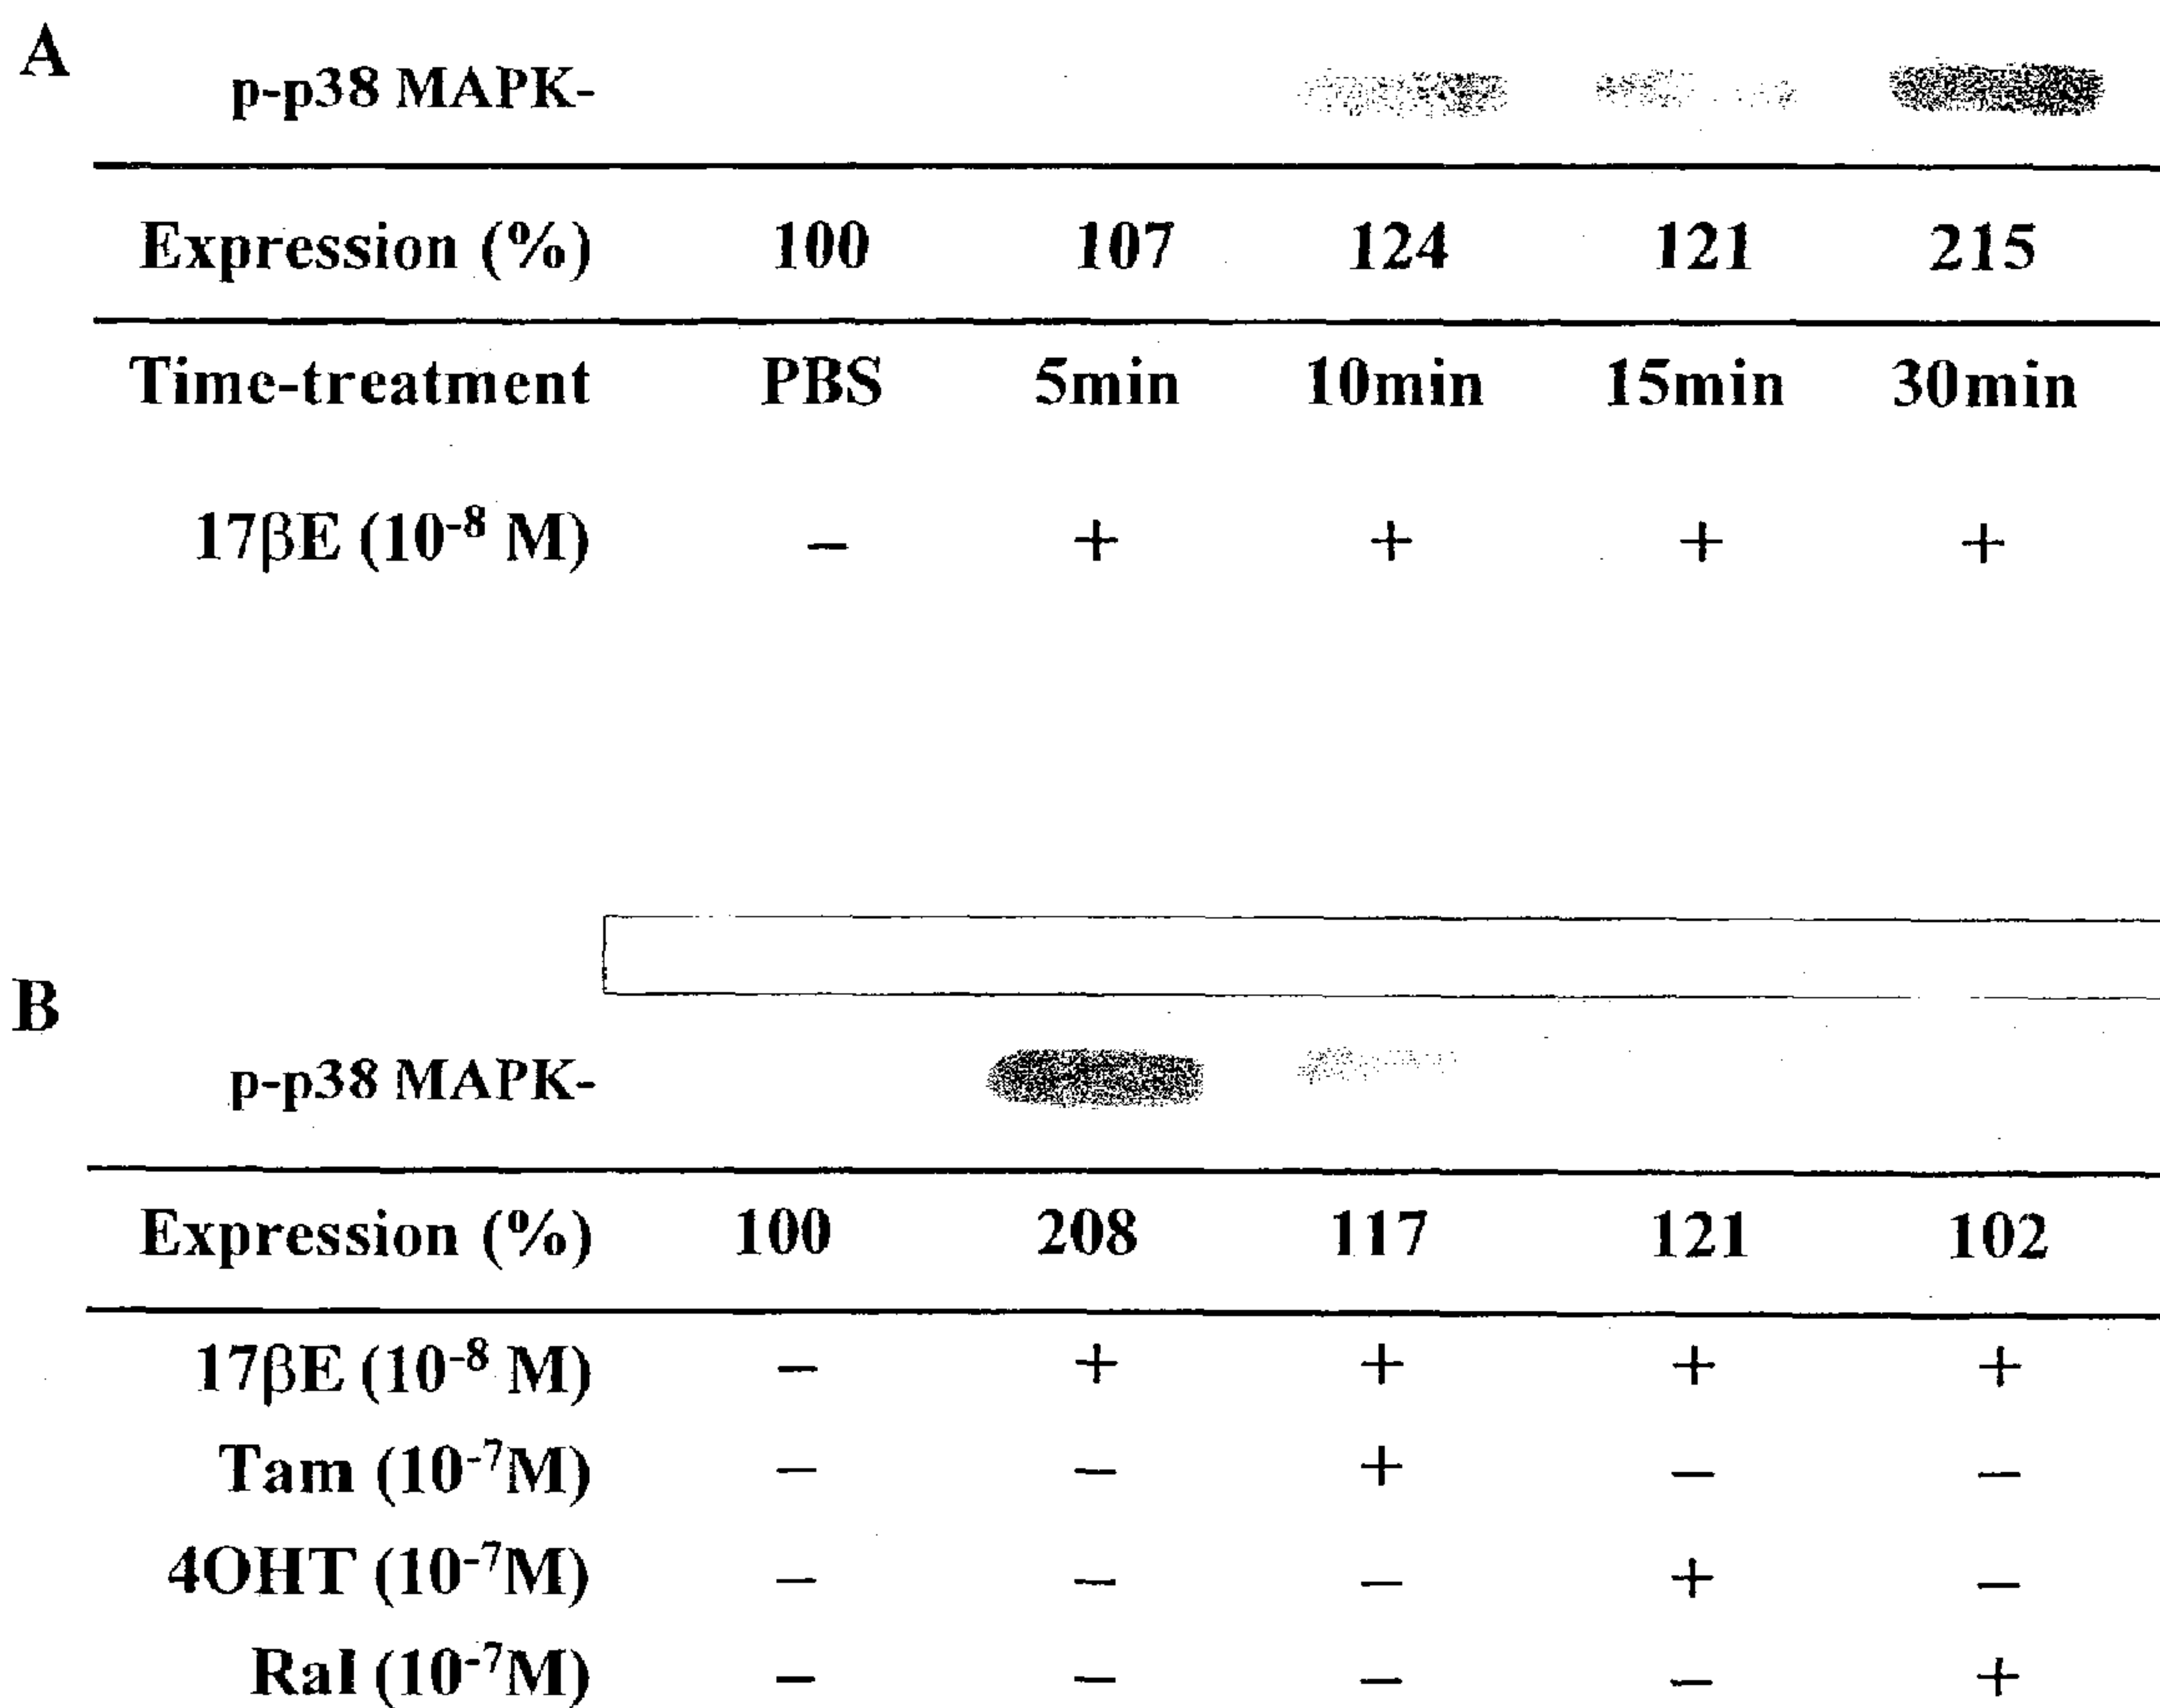 A
p-p38 MAPK-
Expression (%) 100 107 124 121 215
Time-treatment PBS 5min 10min 15min 30min
17βE (10⁻⁸ M) – + + + +
B
p-p38 MAPK-
Expression (%) 100 208 117 121 102
17βE (10⁻⁸ M) – + + + +
Tam (10⁻⁷M) – – + – –
4OHT (10⁻⁷M) – – – + –
Ral (10⁻⁷M) – – – – +